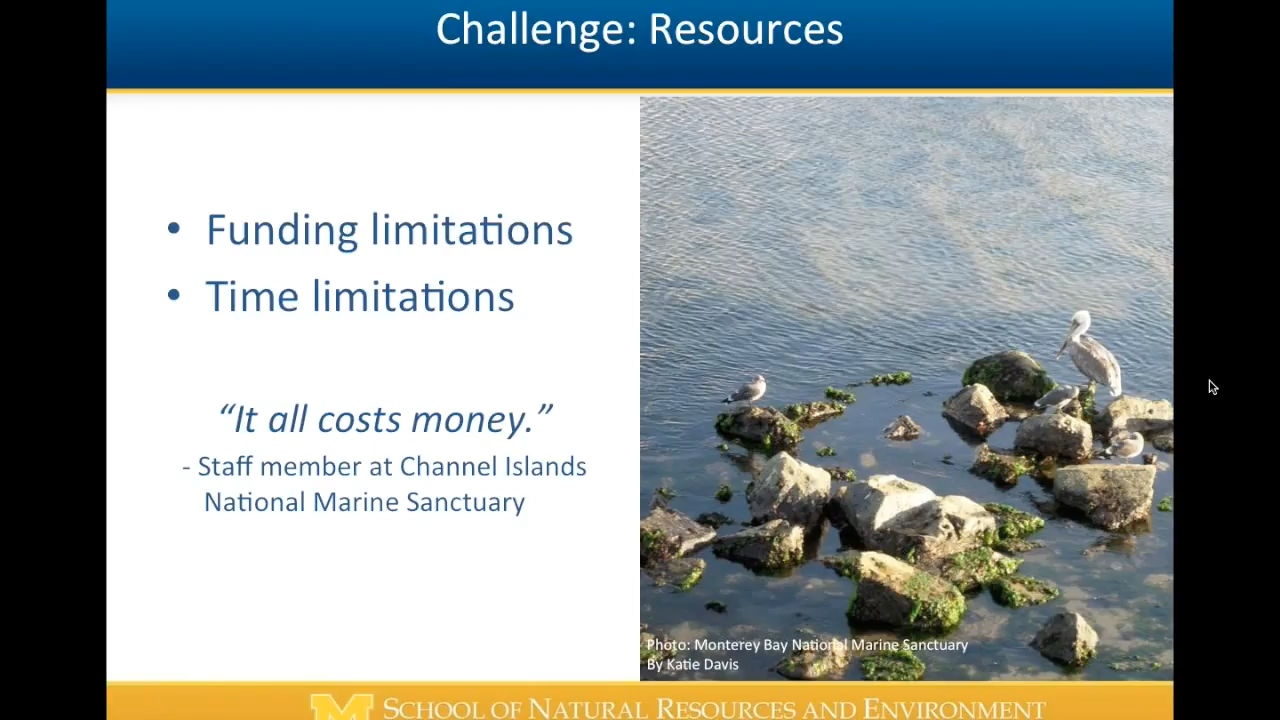 Challenge: Resources
• Funding limitations
• Time limitations
“It all costs money.”
- Staff member at Channel Islands
National Marine Sanctuary
Photo: Monterey Bay National Marine Sanctuary
By Katie Davis
M SCHOOL OF NATURAL RESOURCES AND ENVIRONMENT